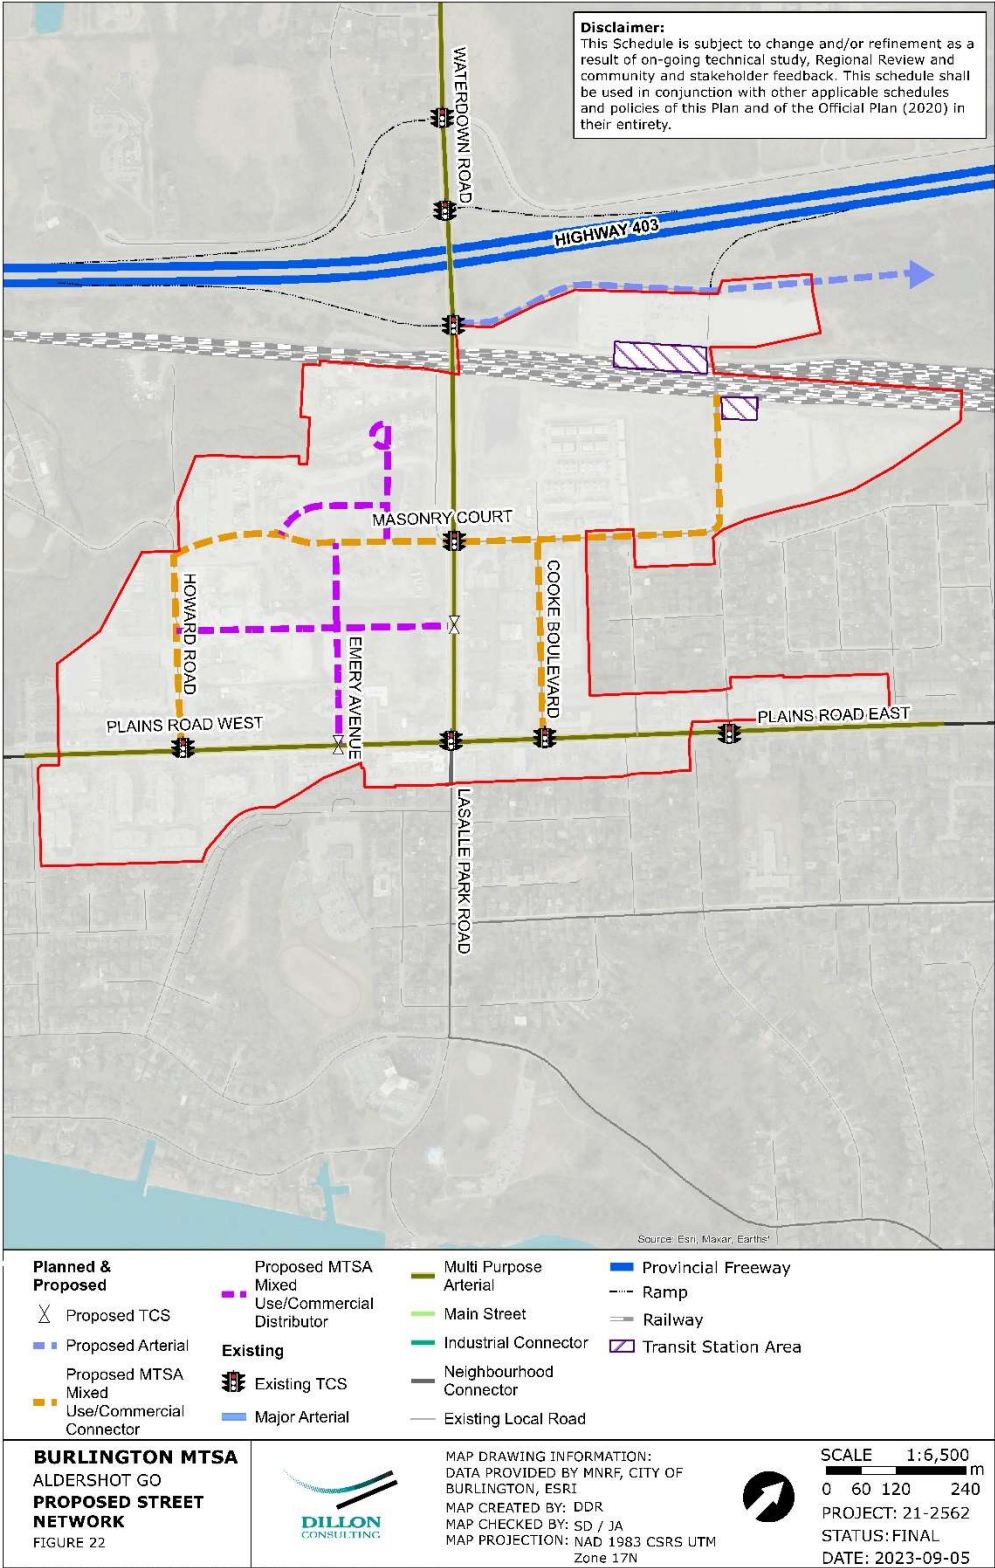 Disclaimer:
This Schedule is subject to change and/or refinement as a
result of on-going technical study, Regional Review and
community and stakeholder feedback. This schedule shall
be used in conjunction with other applicable schedules
and policies of this Plan and of the Official Plan (2020) in
their entirety.
WATERDOWN ROAD
HIGHWAY 403
MASONRY COURT
HOWARD ROAD
EMERY AVENUE
COOKE BOULEVARD
PLAINS ROAD WEST
PLAINS ROAD EAST
LASALLE PARK ROAD
Source: Esri, Maxar, Earths
Planned &
Proposed
Proposed TCS
Proposed Arterial
Proposed MTSA
Mixed
Use/Commercial
Connector
Proposed MTSA
Mixed
Use/Commercial
Distributor
Existing
Existing TCS
Major Arterial
Multi Purpose
Arterial
Main Street
Industrial Connector
Neighbourhood
Connector
Existing Local Road
Provincial Freeway
Ramp
Railway
Transit Station Area
BURLINGTON MTSA
ALDERSHOT GO
PROPOSED STREET
NETWORK
FIGURE 22
DILLON
CONSULTING
MAP DRAWING INFORMATION:
DATA PROVIDED BY MNRF, CITY OF
BURLINGTON, ESRI
MAP CREATED BY: DDR
MAP CHECKED BY: SD / JA
MAP PROJECTION: NAD 1983 CSRS UTM
Zone 17N
SCALE 1:6,500
m
0 60 120 240
PROJECT: 21-2562
STATUS: FINAL
DATE: 2023-09-05